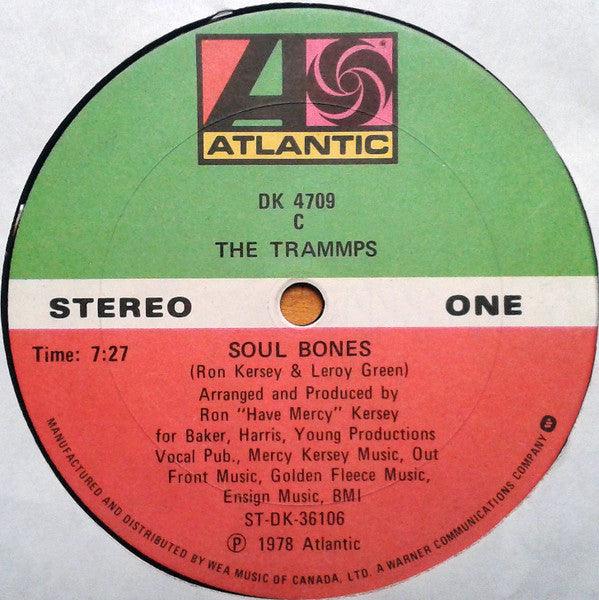 ATLANTIC
DK 4709
C
THE TRAMMPS
STEREO ONE
Time: 7:27
SOUL BONES
(Ron Kersey & Leroy Green)
Arranged and Produced by
Ron "Have Mercy" Kersey
for Baker, Harris, Young Productions
Vocal Pub., Mercy Kersey Music, Out
Front Music, Golden Fleece Music,
Ensign Music, BMI
ST-DK-36106
Ⓟ 1978 Atlantic
MANUFACTURED AND DISTRIBUTED BY WEA MUSIC OF CANADA, LTD. A WARNER COMMUNICATIONS COMPANY